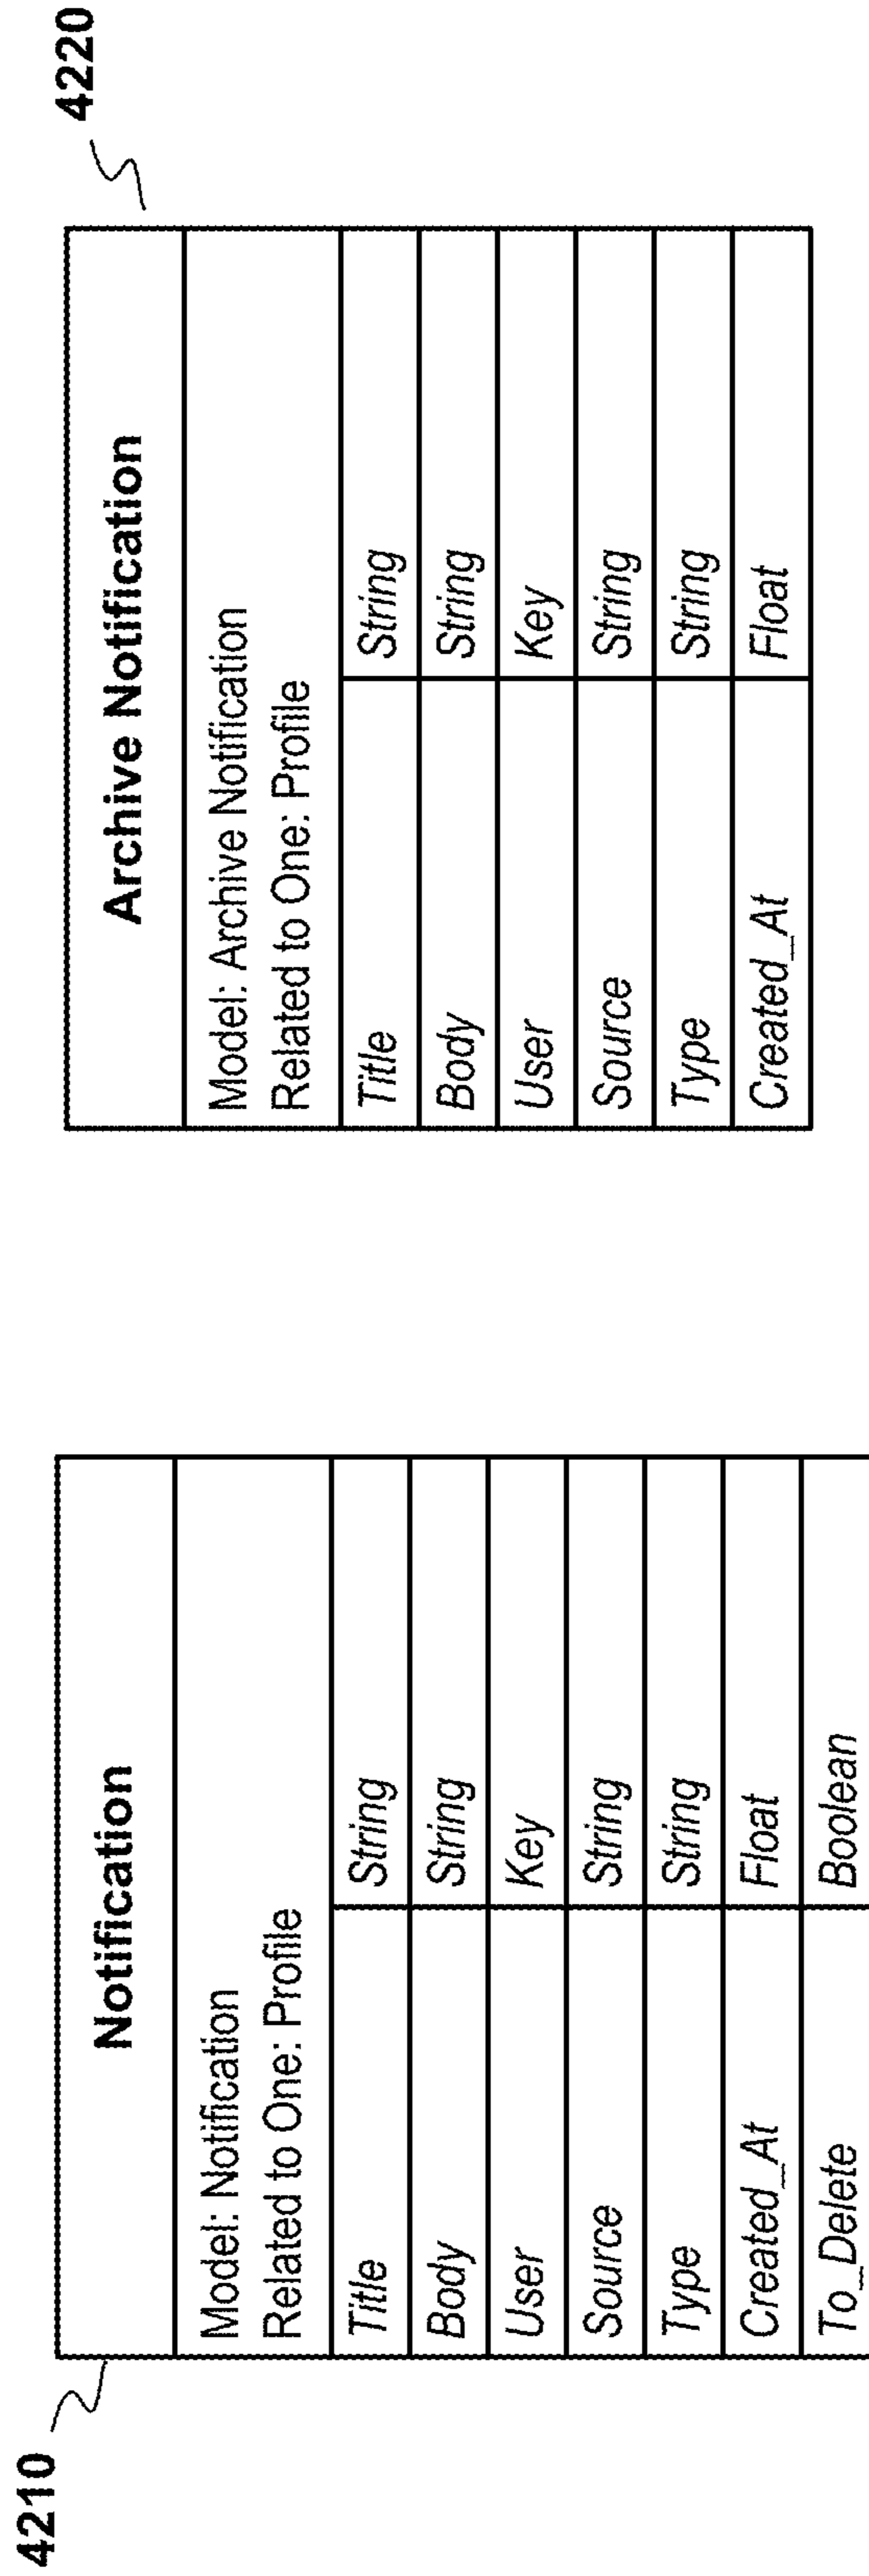 4210
Notification
Model: Notification
Related to One: Profile
Title String
Body String
User Key
Source String
Type String
Created_At Float
To_Delete Boolean
4220
Archive Notification
Model: Archive Notification
Related to One: Profile
Title String
Body String
User Key
Source String
Type String
Created_At Float